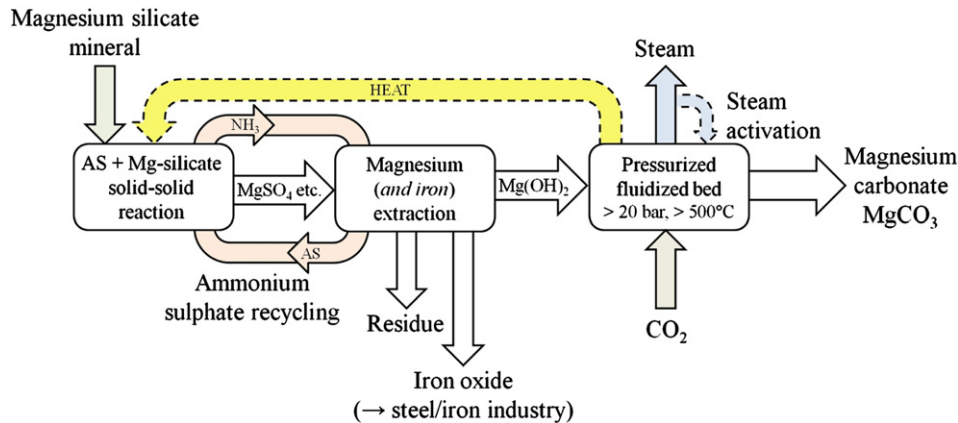 Magnesium silicate
mineral
Steam
HEAT
Steam
activation
NH₃
AS + Mg-silicate
solid-solid
reaction
MgSO₄ etc.
Magnesium
(and iron)
extraction
Mg(OH)₂
Pressurized
fluidized bed
> 20 bar, > 500°C
Magnesium
carbonate
MgCO₃
AS
Ammonium
sulphate recycling
Residue
CO₂
Iron oxide
(→ steel/iron industry)